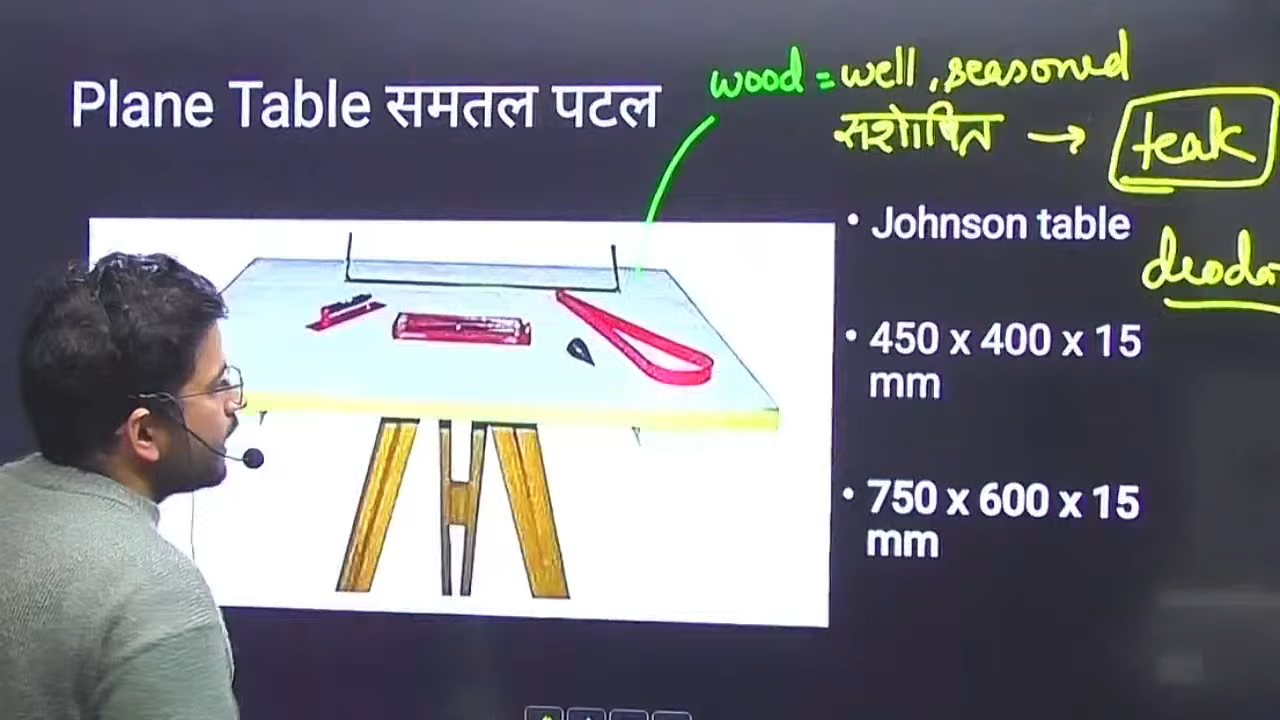 Plane Table समतल पटल
wood = well, seasoned
सशोधित → teak
• Johnson table
• 450 x 400 x 15
mm
• 750 x 600 x 15
mm